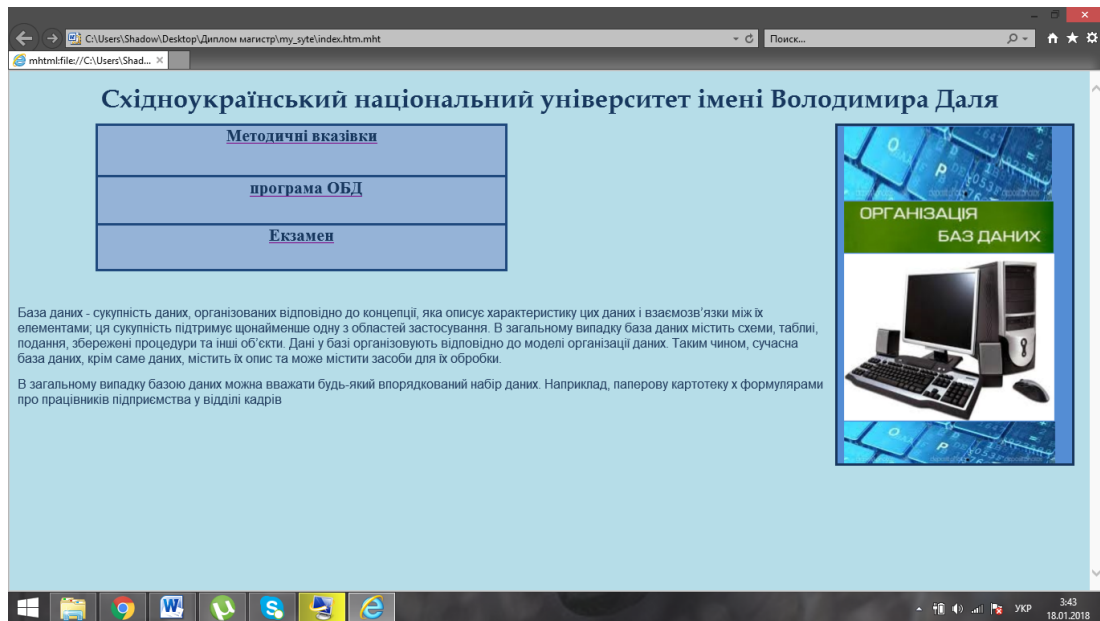 C:\Users\Shadow\Desktop\Диплом магистр\my_syte\index.htm.mht
Поиск...
mhtml:file://C:\Users\Shad...
Східноукраїнський національний університет імені Володимира Даля
Методичні вказівки
програма ОБД
Екзамен
ОРГАНІЗАЦІЯ
БАЗ ДАНИХ
База даних - сукупність даних, організованих відповідно до концепції, яка описує характеристику цих даних і взаємозв'язки між їх
елементами; ця сукупність підтримує щонайменше одну з областей застосування. В загальному випадку база даних містить схеми, таблиі,
подання, збережені процедури та інші об'єкти. Дані у базі організовують відповідно до моделі організації даних. Таким чином, сучасна
база даних, крім саме даних, містить їх опис та може містити засоби для їх обробки.
В загальному випадку базою даних можна вважати будь-який впорядкований набір даних. Наприклад, паперову картотеку х формулярами
про працівників підприємства у відділі кадрів
УКР
3:43
18.01.2018